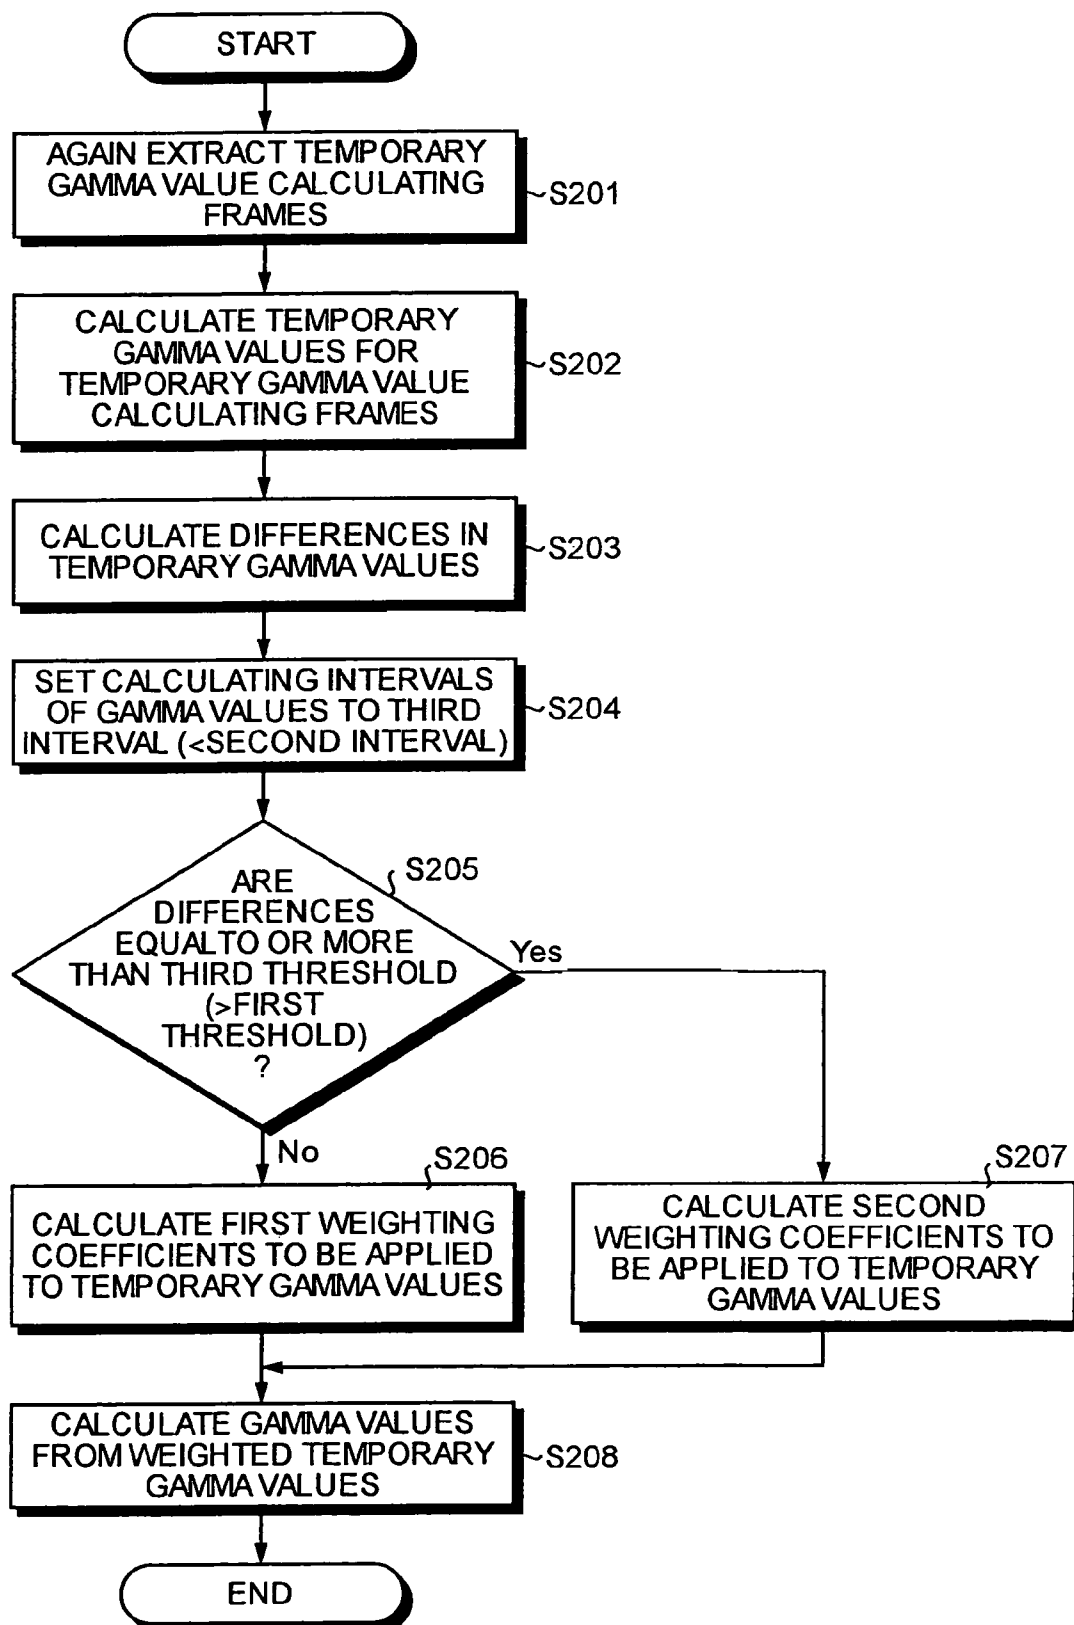 START
AGAIN EXTRACT TEMPORARY
GAMMA VALUE CALCULATING
FRAMES
S201
CALCULATE TEMPORARY
GAMMA VALUES FOR
TEMPORARY GAMMA VALUE
CALCULATING FRAMES
S202
CALCULATE DIFFERENCES IN
TEMPORARY GAMMA VALUES
S203
SET CALCULATING INTERVALS
OF GAMMA VALUES TO THIRD
INTERVAL (<SECOND INTERVAL)
S204
S205
ARE
DIFFERENCES
EQUALTO OR MORE
THAN THIRD THRESHOLD
(>FIRST
THRESHOLD)
?
Yes
No
S206
CALCULATE FIRST WEIGHTING
COEFFICIENTS TO BE APPLIED
TO TEMPORARY GAMMA VALUES
S207
CALCULATE SECOND
WEIGHTING COEFFICIENTS TO
BE APPLIED TO TEMPORARY
GAMMA VALUES
CALCULATE GAMMA VALUES
FROM WEIGHTED TEMPORARY
GAMMA VALUES
S208
END